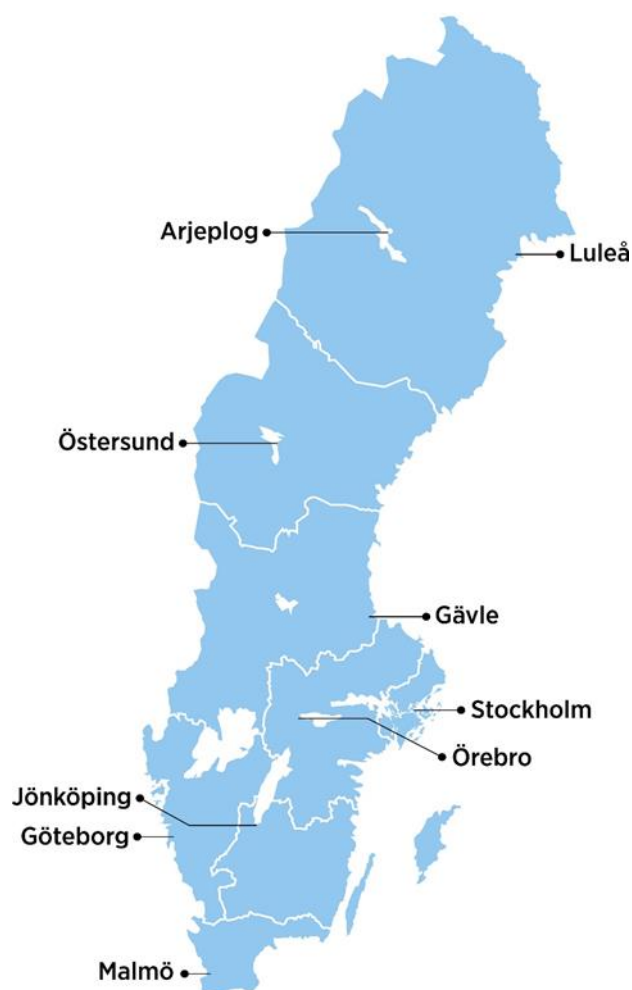 Arjeplog
Luleå
Östersund
Gävle
Stockholm
Örebro
Jönköping
Göteborg
Malmö